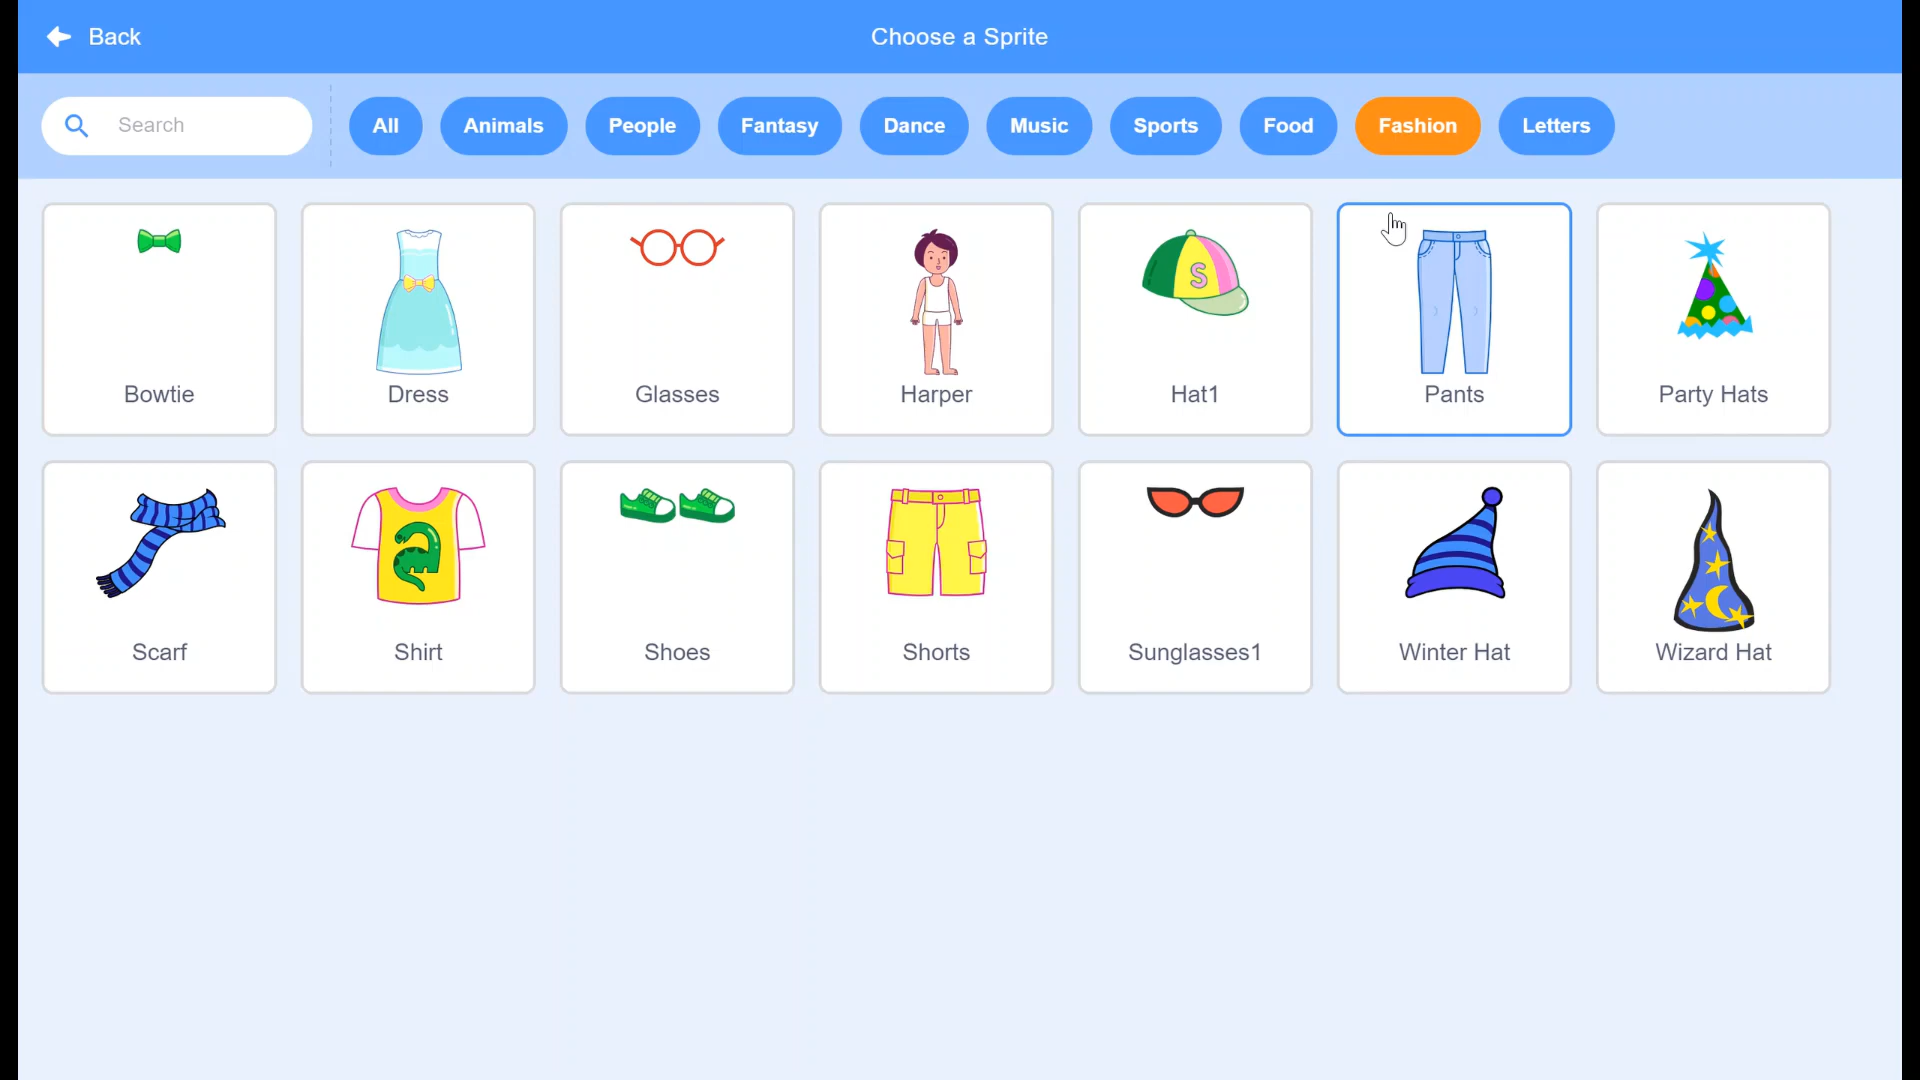 Back
Choose a Sprite
Search
All
Animals
People
Fantasy
Dance
Music
Sports
Food
Fashion
Letters
S
Bowtie
Dress
Glasses
Harper
Hat1
Pants
Party Hats
Scarf
Shirt
Shoes
Shorts
Sunglasses1
Winter Hat
Wizard Hat